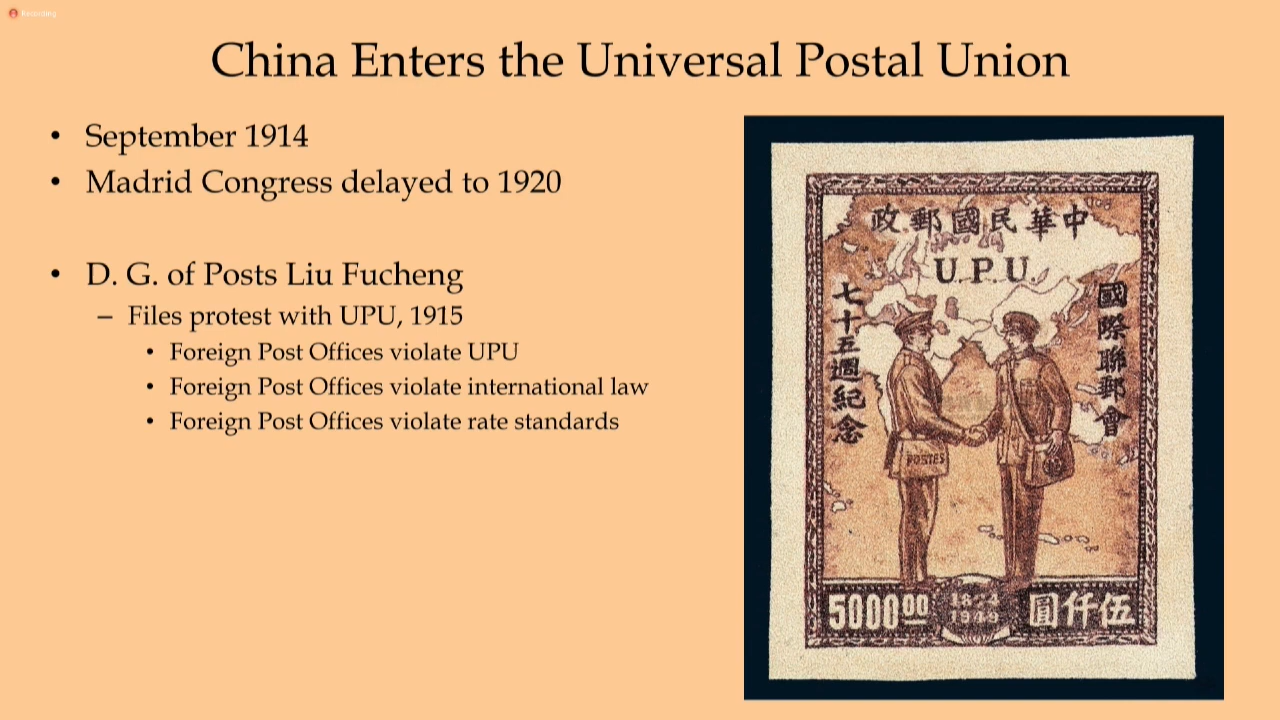 Recording
China Enters the Universal Postal Union
• September 1914
• Madrid Congress delayed to 1920
• D. G. of Posts Liu Fucheng
– Files protest with UPU, 1915
• Foreign Post Offices violate UPU
• Foreign Post Offices violate international law
• Foreign Post Offices violate rate standards
政郵國民華中
U.P.U.
國際聯郵會
七十五週紀念
POSTES
500000
1874
1949
圓仟伍